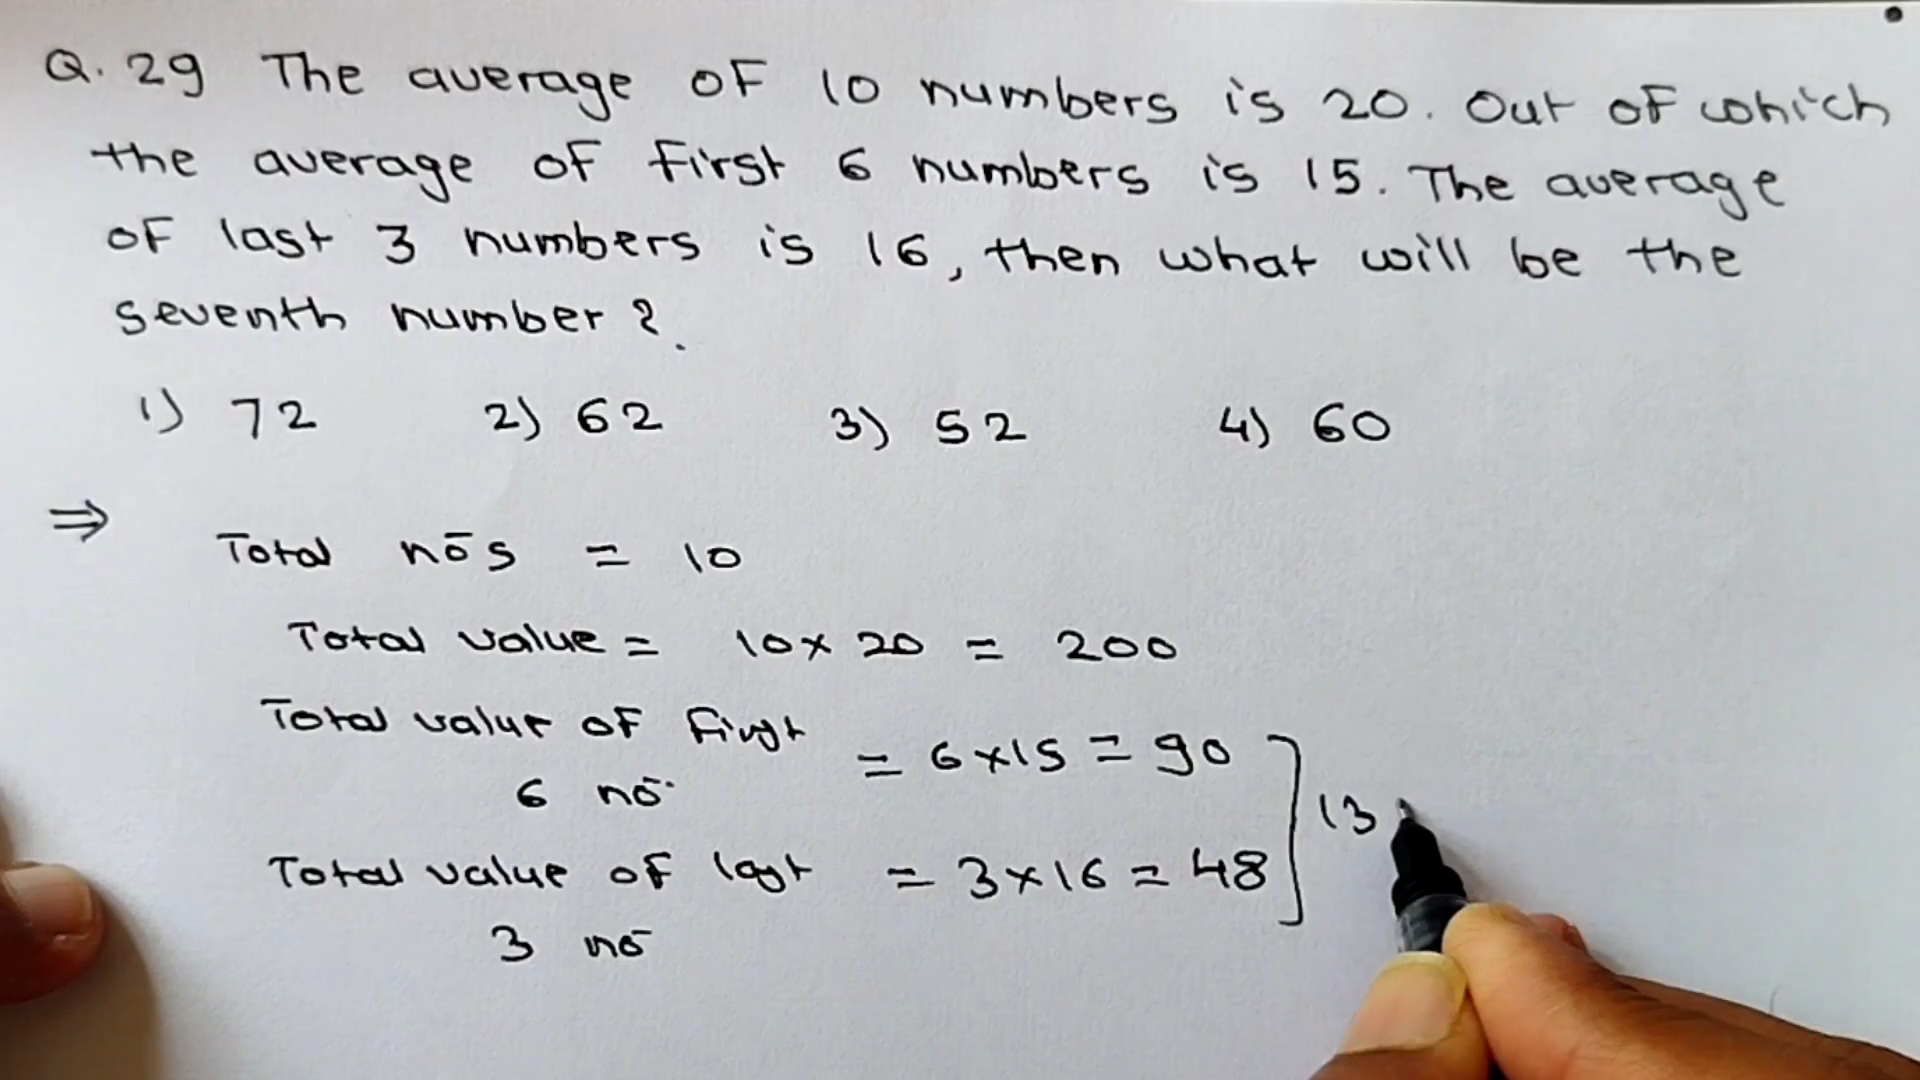 Q. 29 The average OF 10 numbers is 20. Out of which
the average of first 6 numbers is 15. The average
of last 3 numbers is 16, then what will be the
seventh number?
1) 72 2) 62 3) 52 4) 60
⇒
Total nōs = 10
Total value = 10 × 20 = 200
Total value of first
6 nō. = 6 × 15 = 90
Total value of last = 3 × 16 = 48
3 nō
13